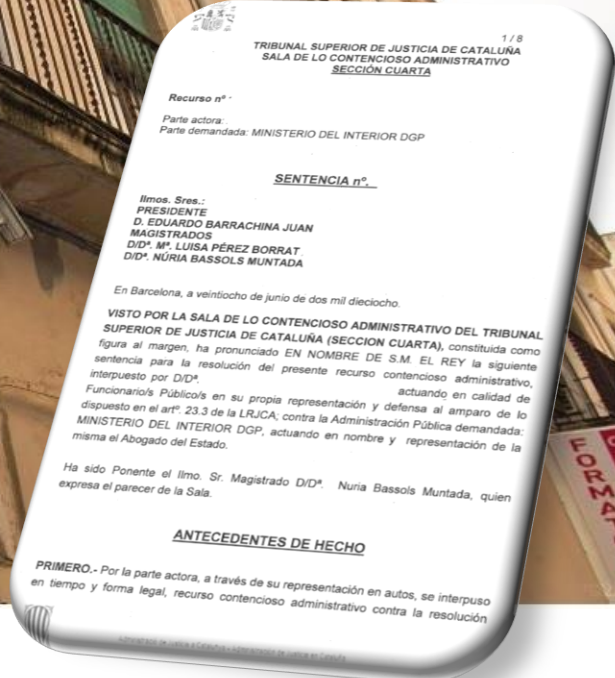 1 / 8
TRIBUNAL SUPERIOR DE JUSTICIA DE CATALUÑA
SALA DE LO CONTENCIOSO ADMINISTRATIVO
SECCIÓN CUARTA
Recurso nº
Parte actora:
Parte demandada: MINISTERIO DEL INTERIOR DGP
SENTENCIA nº.
Ilmos. Sres.:
PRESIDENTE
D. EDUARDO BARRACHINA JUAN
MAGISTRADOS
D/Dª. Mª. LUISA PÉREZ BORRAT
D/Dª. NÚRIA BASSOLS MUNTADA
En Barcelona, a veintiocho de junio de dos mil dieciocho.
VISTO POR LA SALA DE LO CONTENCIOSO ADMINISTRATIVO DEL TRIBUNAL
SUPERIOR DE JUSTICIA DE CATALUÑA (SECCION CUARTA), constituida como
figura al margen, ha pronunciado EN NOMBRE DE S.M. EL REY la siguiente
sentencia para la resolución del presente recurso contencioso administrativo,
interpuesto por D/Dª. actuando en calidad de
Funcionario/s Público/s en su propia representación y defensa al amparo de lo
dispuesto en el artº. 23.3 de la LRJCA; contra la Administración Pública demandada:
MINISTERIO DEL INTERIOR DGP, actuando en nombre y representación de la
misma el Abogado del Estado.
Ha sido Ponente el Ilmo. Sr. Magistrado D/Dª. Nuria Bassols Muntada, quien
expresa el parecer de la Sala.
ANTECEDENTES DE HECHO
PRIMERO.- Por la parte actora, a través de su representación en autos, se interpuso
en tiempo y forma legal, recurso contencioso administrativo contra la resolución
Administració de Justícia a Catalunya - Administración de Justicia en Cataluña